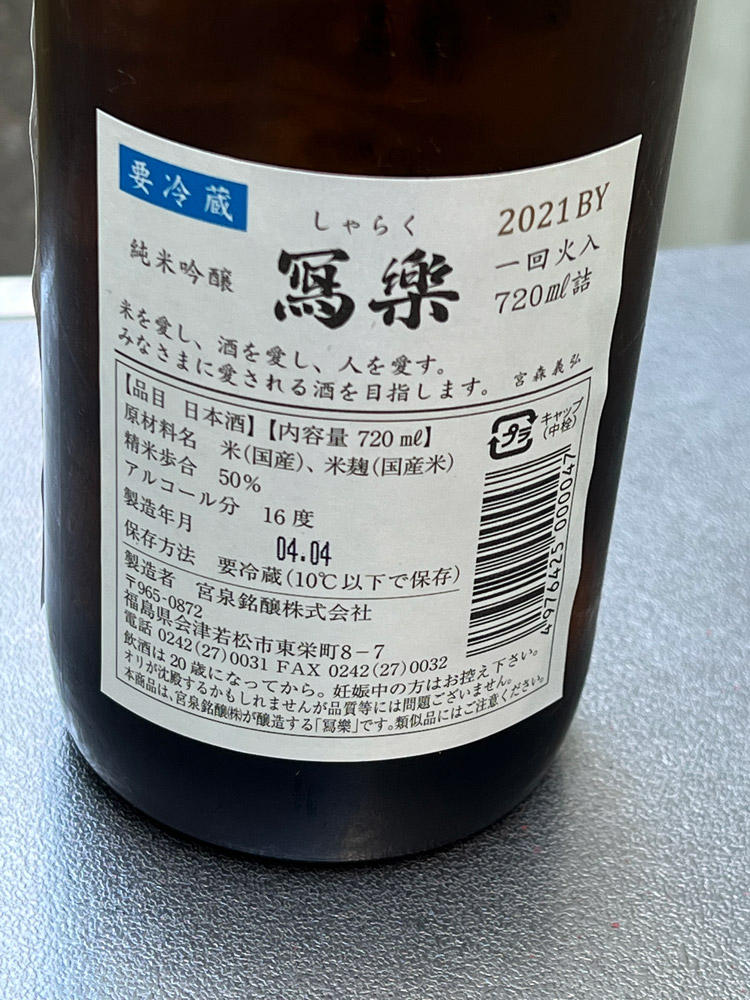 要冷蔵
しゃらく
純米吟醸
冩樂
2021BY
一回火入
720㎖詰
米を愛し、酒を愛し、人を愛す。
みなさまに愛される酒を目指します。 宮森義弘
【品目 日本酒】【内容量 720㎖】
原材料名 米(国産)、米麹(国産米)
精米歩合 50%
アルコール分 16度
製造年月 04.04
保存方法 要冷蔵(10℃以下で保存)
プラ
キャップ
(中栓)
4976425 000047
製造者 宮泉銘醸株式会社
〒965-0872
福島県会津若松市東栄町8−7
電話 0242(27)0031 FAX 0242(27)0032
飲酒は20歳になってから。妊娠中の方はお控え下さい。
オリが沈殿するかもしれませんが品質等には問題ございません。
本商品は、宮泉銘醸㈱が醸造する「冩樂」です。類似品にはご注意ください。